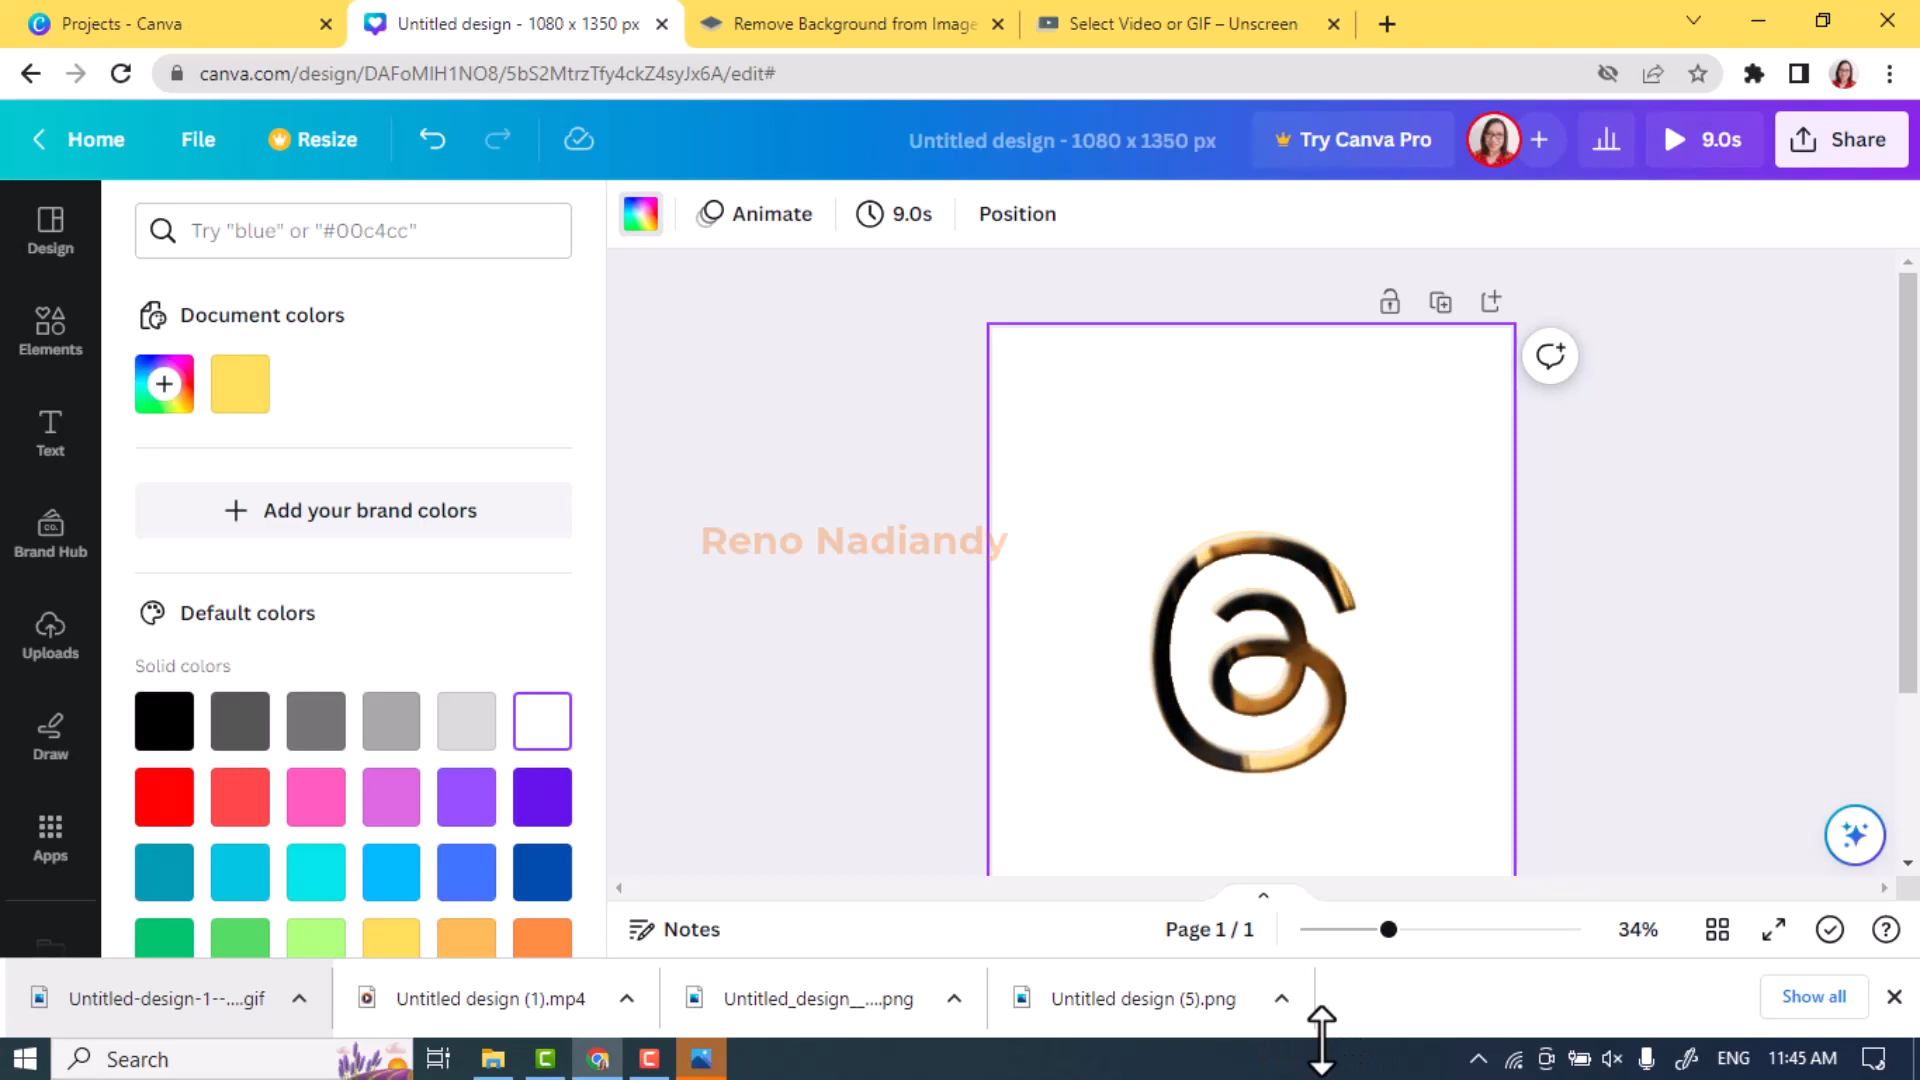 Projects - Canva
Untitled design - 1080 x 1350 px
Remove Background from Image
Select Video or GIF – Unscreen
canva.com/design/DAFoMIH1NO8/5bS2MtrzTfy4ckZ4syJx6A/edit#
Home
File
Resize
Untitled design - 1080 x 1350 px
Try Canva Pro
9.0s
Share
Try "blue" or "#00c4cc"
Animate
9.0s
Position
Design
Elements
Text
Brand Hub
CO.
Uploads
Draw
Apps
Document colors
Add your brand colors
Default colors
Solid colors
Reno Nadiandy
Notes
Page 1 / 1
34%
Untitled-design-1--....gif
Untitled design (1).mp4
Untitled_design__....png
Untitled design (5).png
Show all
Search
ENG
11:45 AM